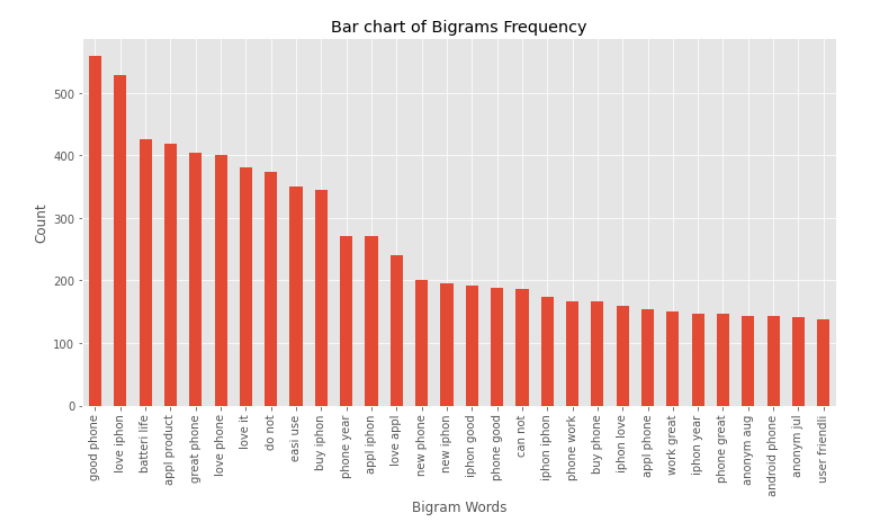 Bar chart of Bigrams Frequency
500
400
300
200
100
0
Count
good phone
love iphon
batteri life
appl product
great phone
love phone
love it
do not
easi use
buy iphon
phone year
appl iphon
love appl
new phone
new iphon
iphon good
phone good
can not
iphon iphon
phone work
buy phone
iphon love
appl phone
work great
iphon year
phone great
anonym aug
android phone
anonym jul
user friendli
Bigram Words